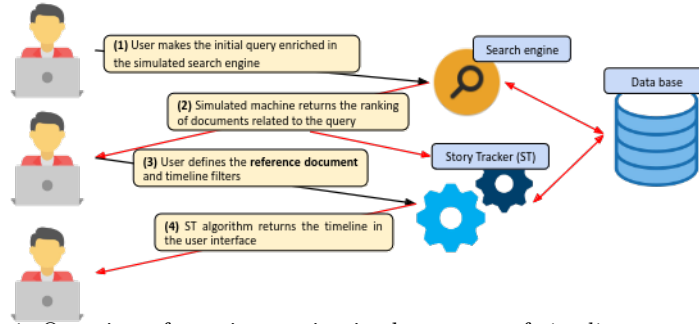 (1) User makes the initial query enriched in
the simulated search engine
Search engine
Data base
(2) Simulated machine returns the ranking
of documents related to the query
Story Tracker (ST)
(3) User defines the reference document
and timeline filters
(4) ST algorithm returns the timeline in
the user interface